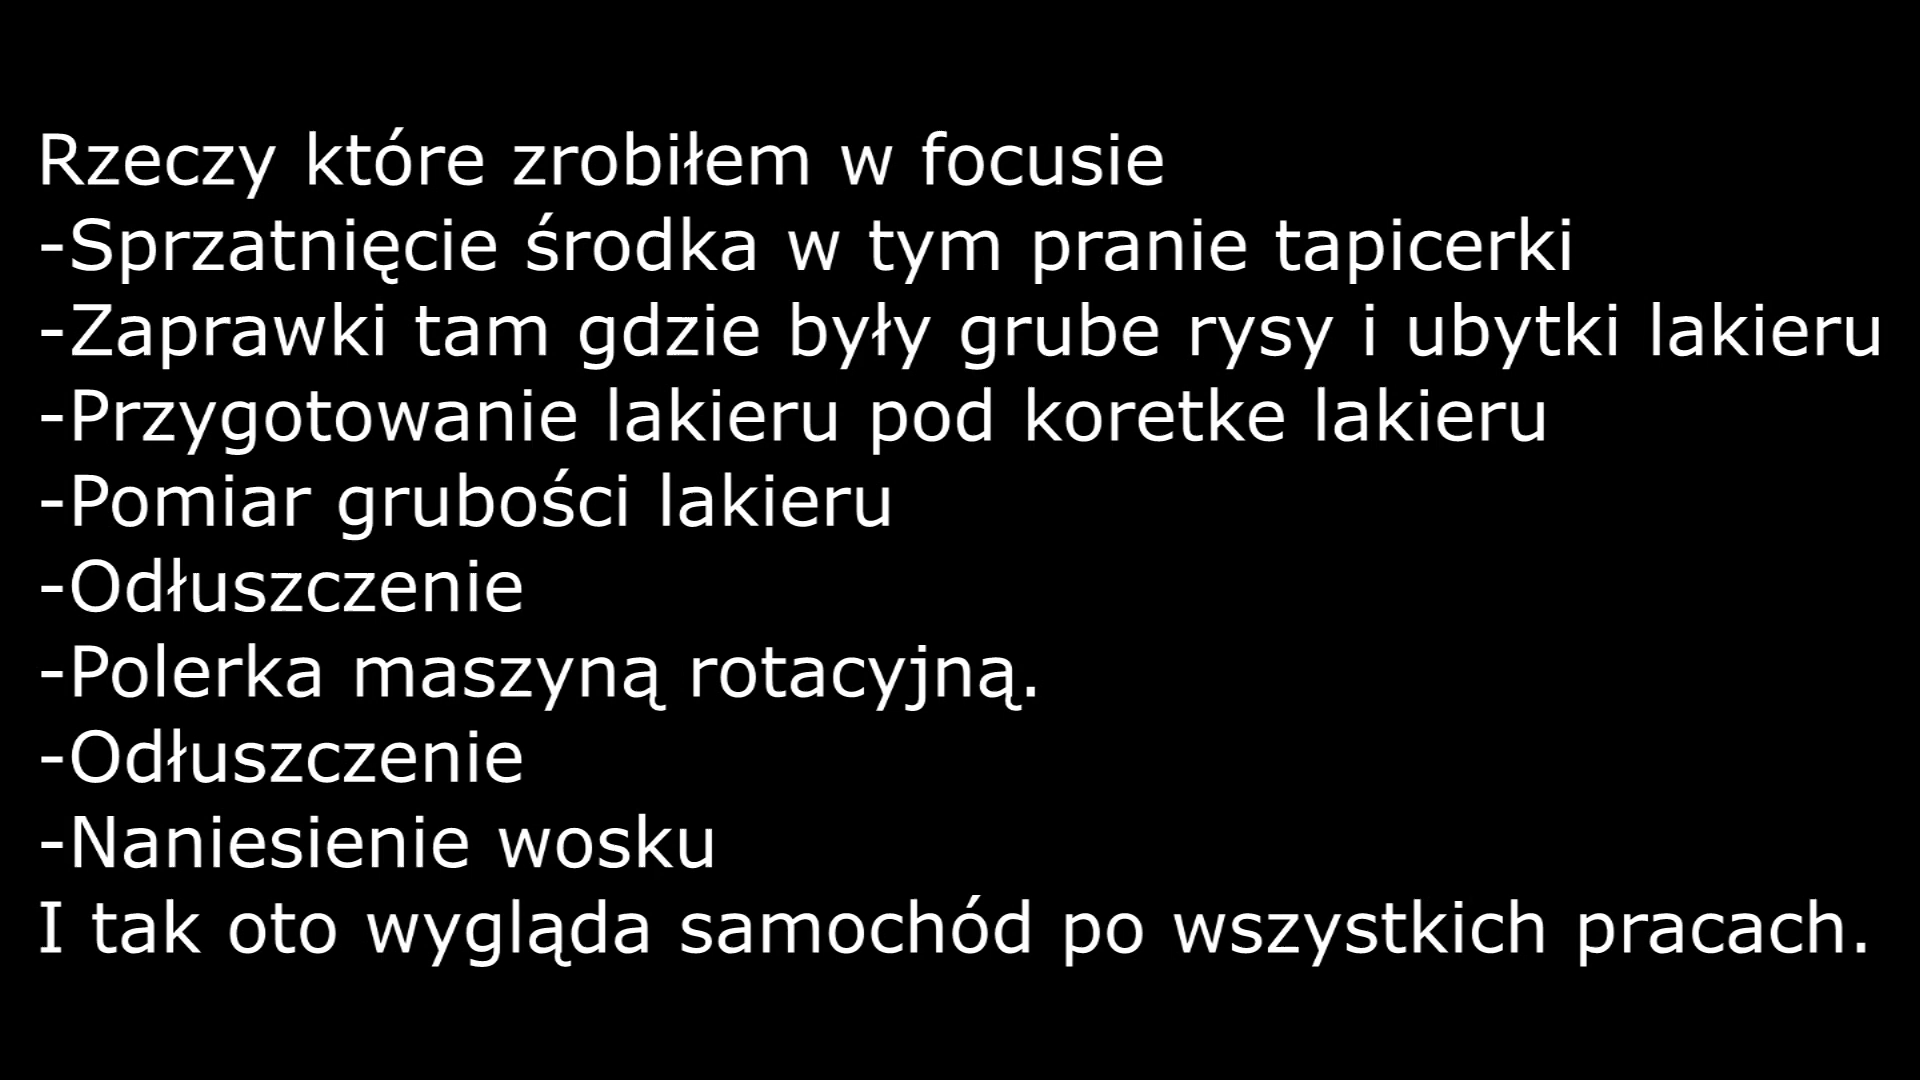 Rzeczy które zrobiłem w focusie
-Sprzatnięcie środka w tym pranie tapicerki
-Zaprawki tam gdzie były grube rysy i ubytki lakieru
-Przygotowanie lakieru pod koretke lakieru
-Pomiar grubości lakieru
-Odłuszczenie
-Polerka maszyną rotacyjną.
-Odłuszczenie
-Naniesienie wosku
I tak oto wygląda samochód po wszystkich pracach.